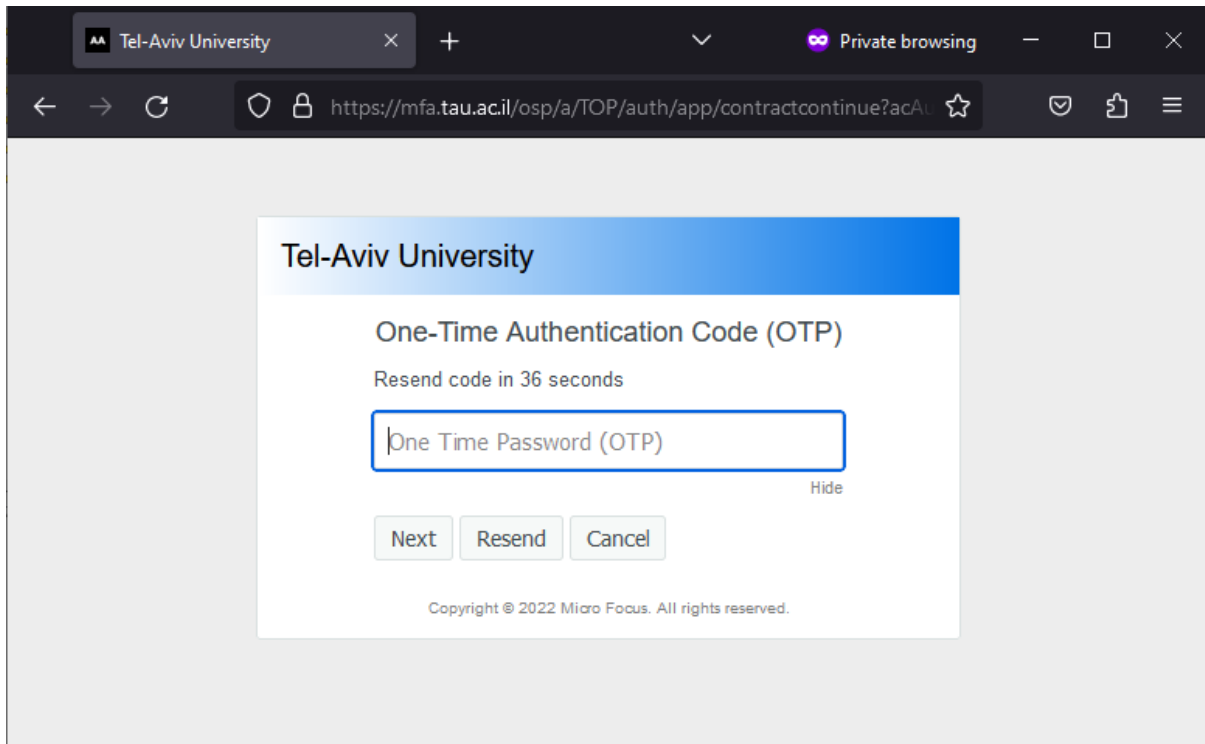 Tel-Aviv University
Private browsing
https://mfa.tau.ac.il/osp/a/TOP/auth/app/contractcontinue?acAu
Tel-Aviv University
One-Time Authentication Code (OTP)
Resend code in 36 seconds
One Time Password (OTP)
Hide
Next Resend Cancel
Copyright © 2022 Micro Focus. All rights reserved.